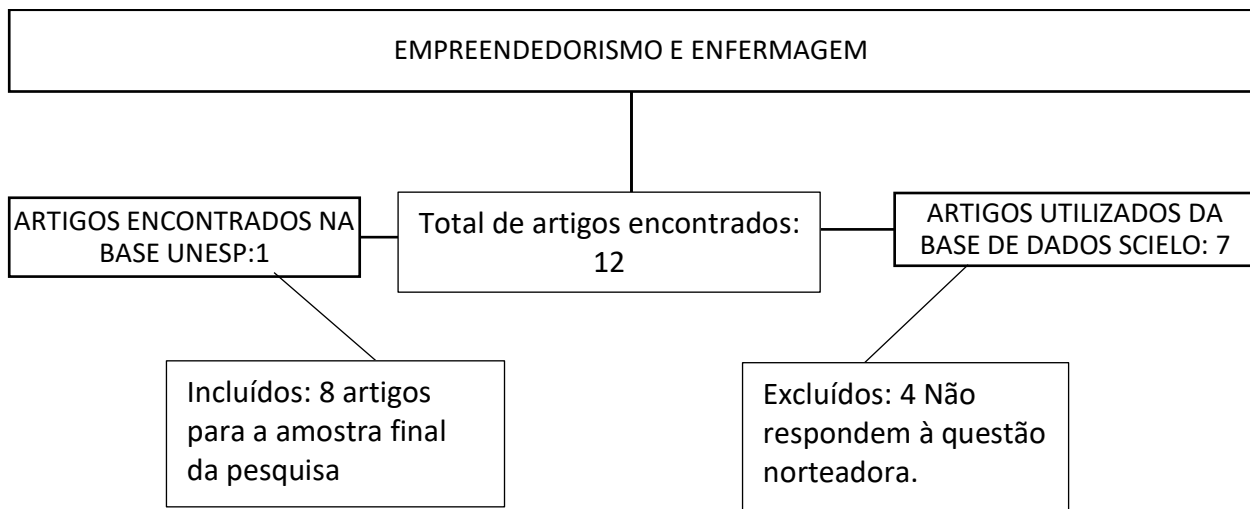 EMPREENDEDORISMO E ENFERMAGEM
ARTIGOS ENCONTRADOS NA
BASE UNESP:1
Total de artigos encontrados:
12
ARTIGOS UTILIZADOS DA
BASE DE DADOS SCIELO: 7
Incluídos: 8 artigos
para a amostra final
da pesquisa
Excluídos: 4 Não
respondem à questão
norteadora.